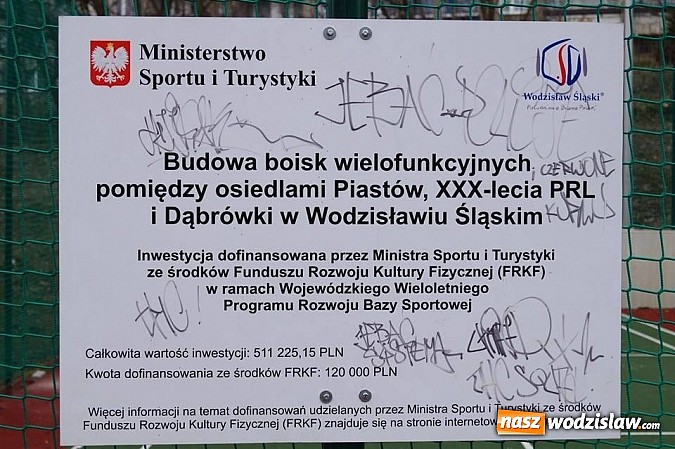 Ministerstwo
Sportu i Turystyki
Wodzisław Śląski
Budowa boisk wielofunkcyjnych
pomiędzy osiedlami Piastów, XXX-lecia PRL
i Dąbrówki w Wodzisławiu Śląskim
CZERWONE
Inwestycja dofinansowana przez Ministra Sportu i Turystyki
ze środków Funduszu Rozwoju Kultury Fizycznej (FRKF)
w ramach Wojewódzkiego Wieloletniego
Programu Rozwoju Bazy Sportowej
Całkowita wartość inwestycji: 511 225,15 PLN
Kwota dofinansowania ze środków FRKF: 120 000 PLN
Więcej informacji na temat dofinansowań udzielanych przez Ministra Sportu i Turystyki ze środków
Funduszu Rozwoju Kultury Fizycznej (FRKF) znajduje się na stronie
nasz wodzislaw.com